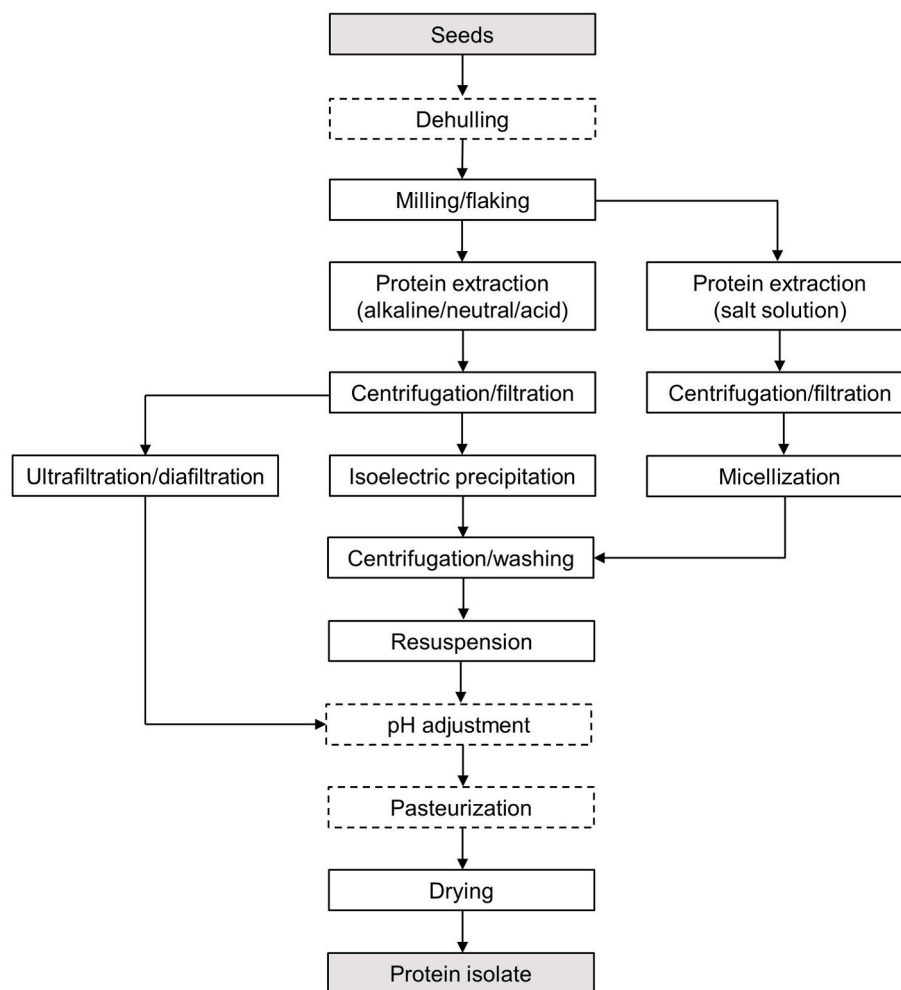 Seeds
Dehulling
Milling/flaking
Protein extraction
(alkaline/neutral/acid)
Protein extraction
(salt solution)
Centrifugation/filtration
Centrifugation/filtration
Ultrafiltration/diafiltration
Isoelectric precipitation
Micellization
Centrifugation/washing
Resuspension
pH adjustment
Pasteurization
Drying
Protein isolate